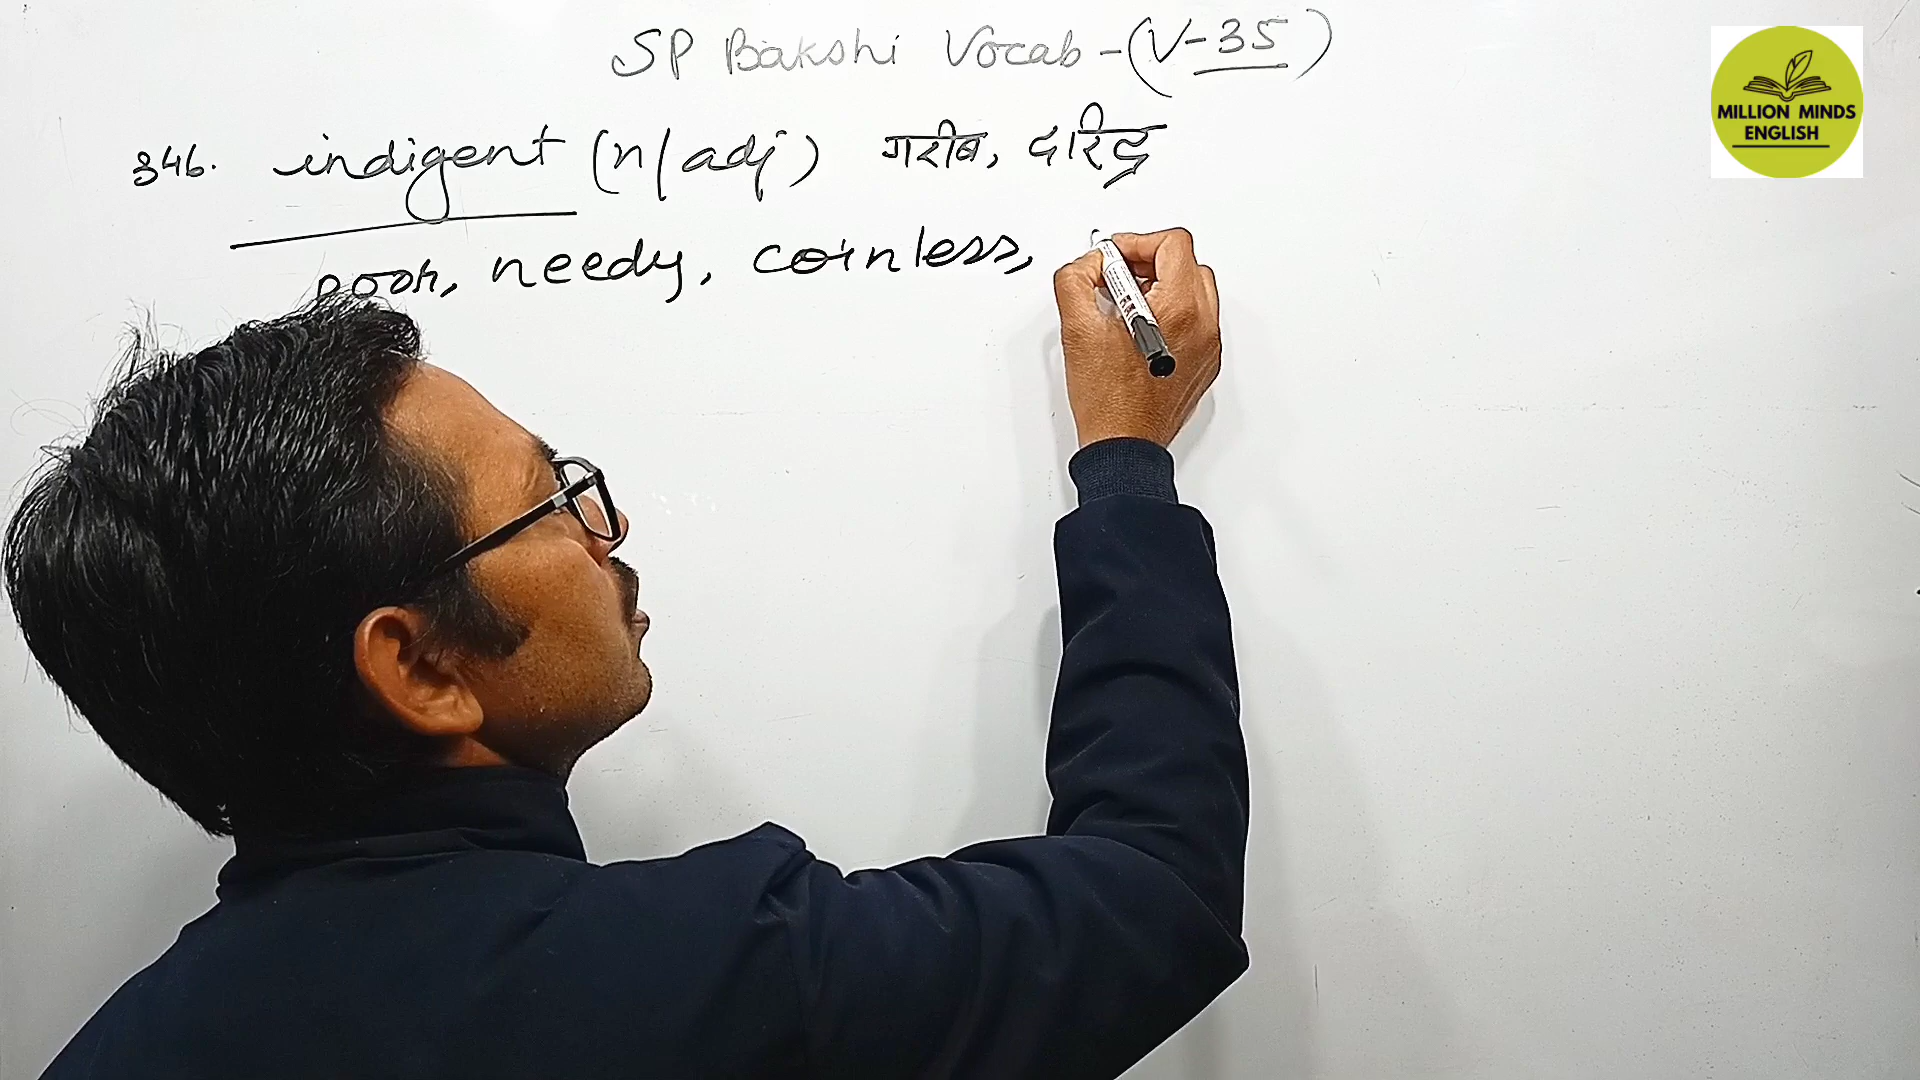 SP Bakshi Vocab - (V-35)
346. indigent (n/adj) गरीब, दरिद्र
poor, needy, coinless,
MILLION MINDS
ENGLISH